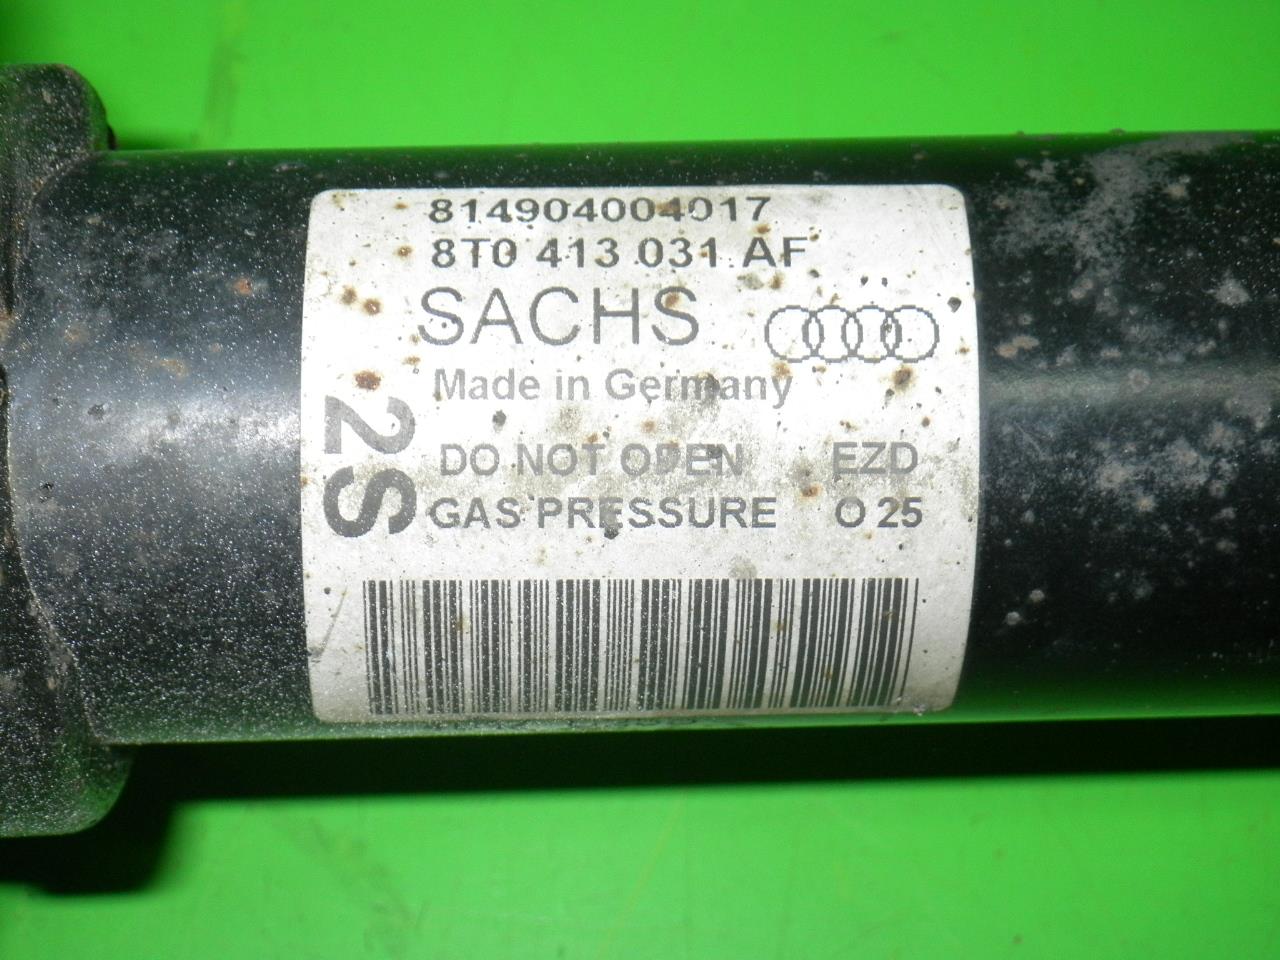 814904004017
8T0 413 031 AF
SACHS
Made in Germany
2S
DO NOT OPEN EZD
GAS PRESSURE O 25